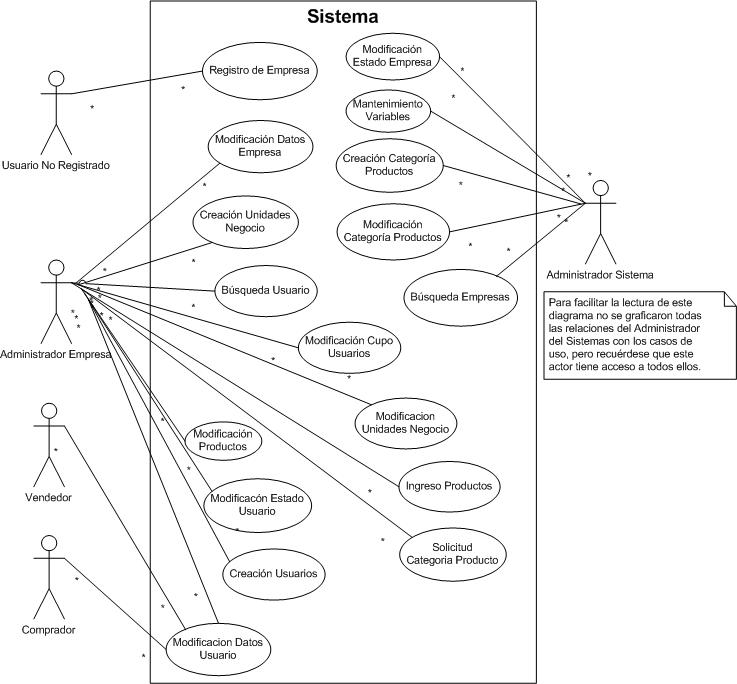 Sistema
Registro de Empresa
Modificación
Estado Empresa
Mantenimiento
Variables
Usuario No Registrado
Modificación Datos
Empresa
Creación Categoría
Productos
Creación Unidades
Negocio
Modificación
Categoría Productos
Administrador Sistema
Búsqueda Usuario
Búsqueda Empresas
Para facilitar la lectura de este
diagrama no se graficaron todas
las relaciones del Administrador
del Sistemas con los casos de
uso, pero recuérdese que este
actor tiene acceso a todos ellos.
Administrador Empresa
Modificación Cupo
Usuarios
Modificacion
Unidades Negocio
Modificación
Productos
Vendedor
Ingreso Productos
Modificacón Estado
Usuario
Solicitud
Categoria Producto
Creación Usuarios
Comprador
Modificacion Datos
Usuario